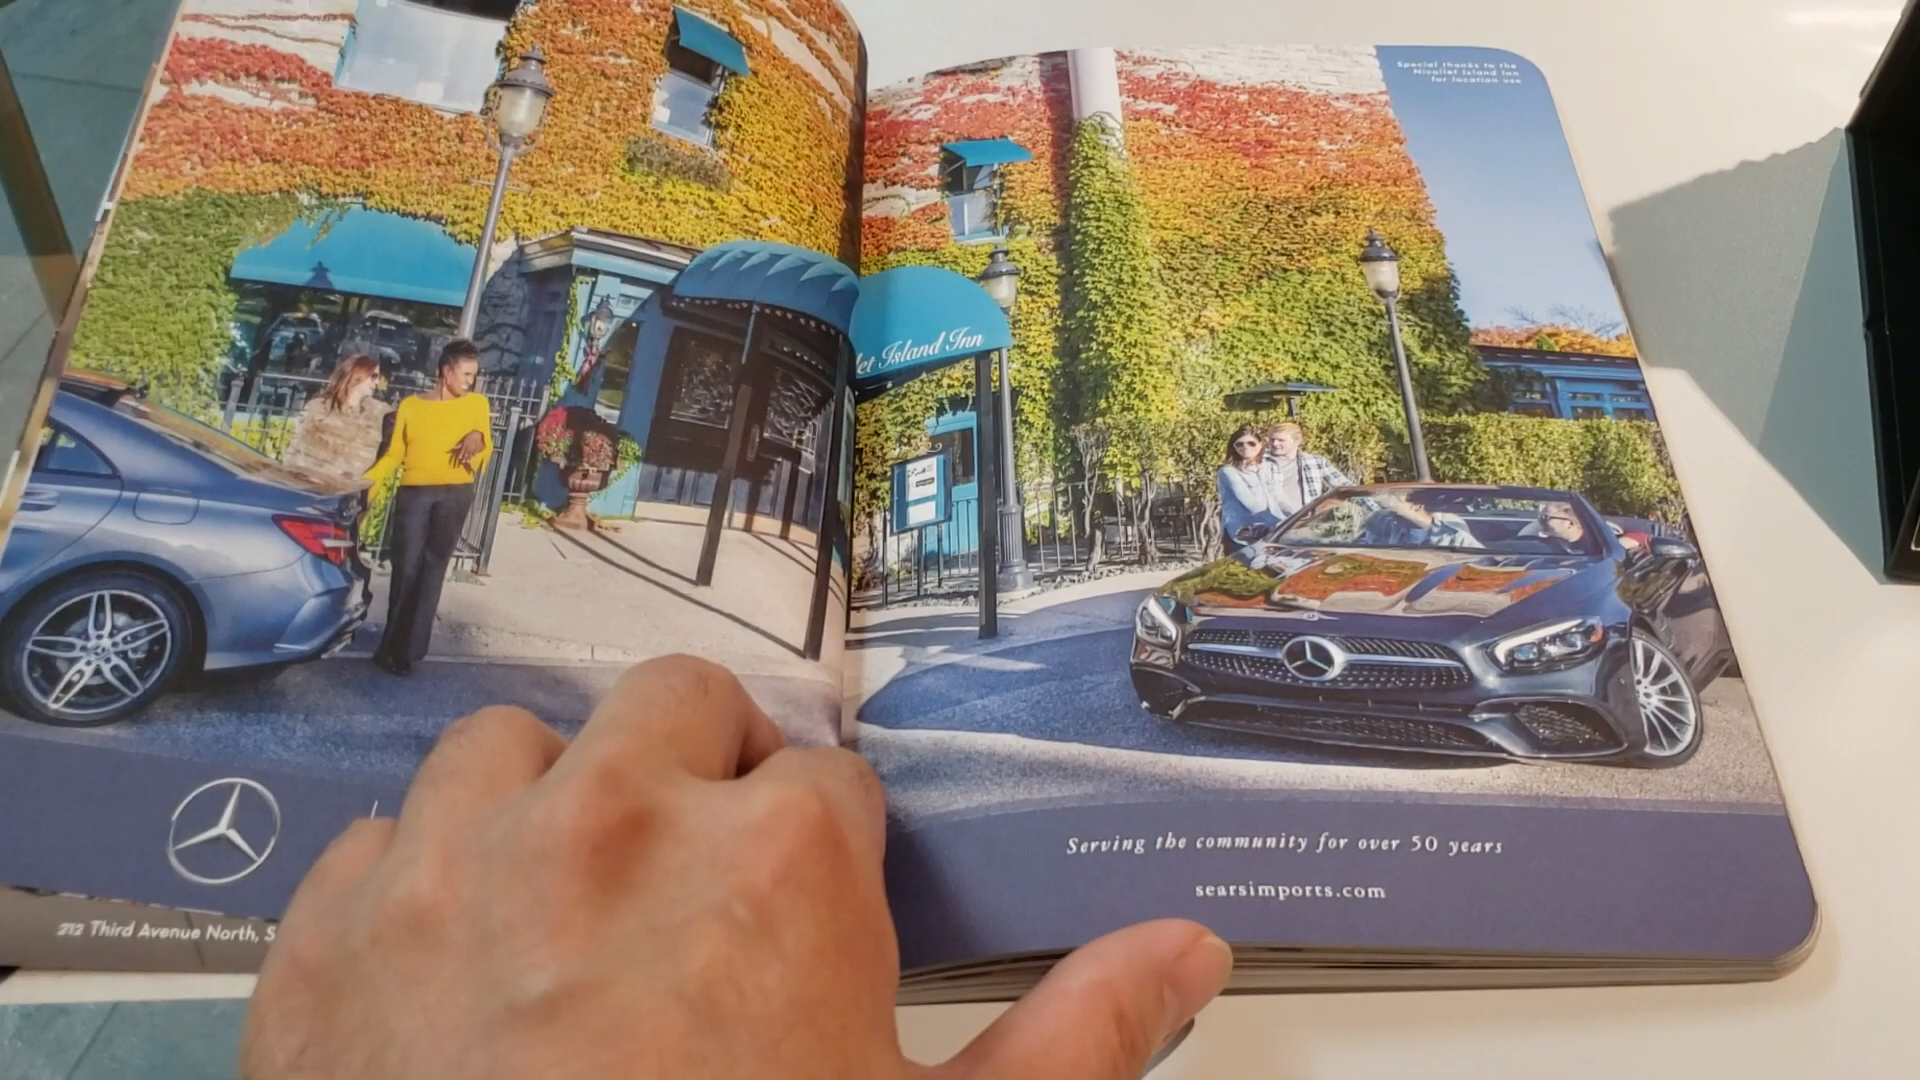 Special thanks to the
Nicollet Island Inn
for location use
let Island Inn
Serving the community for over 50 years
searsimports.com
212 Third Avenue North, S